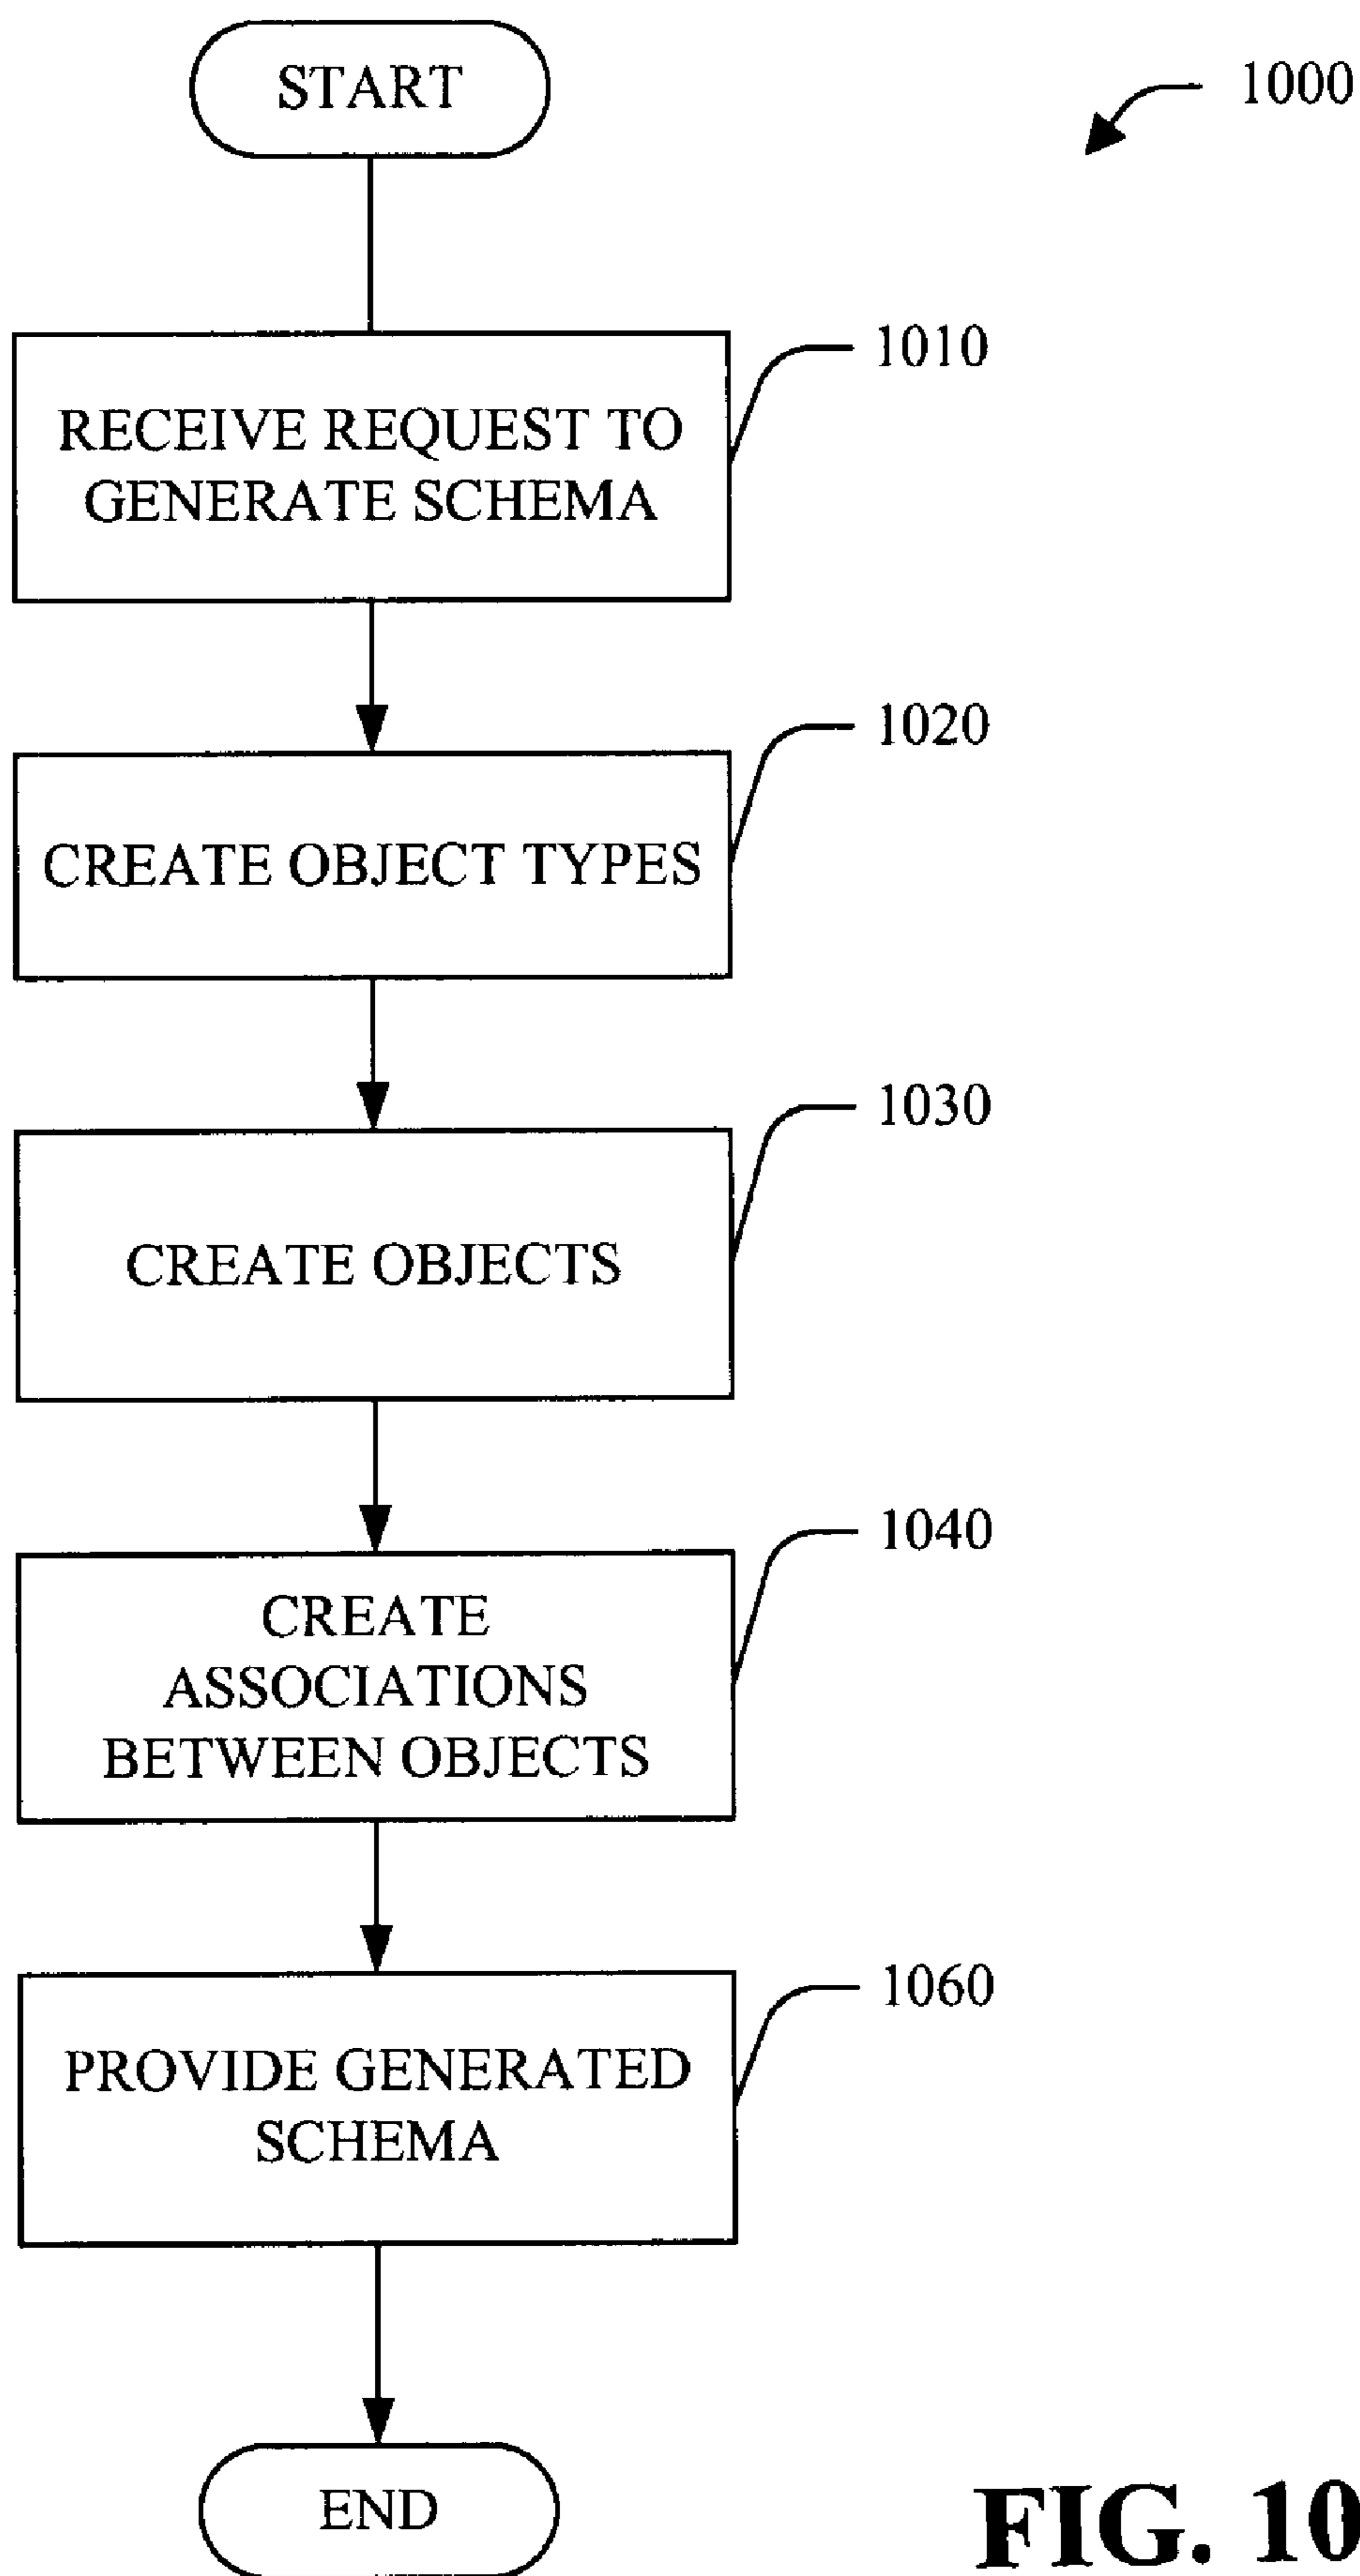 START
1000
RECEIVE REQUEST TO
GENERATE SCHEMA
1010
CREATE OBJECT TYPES
1020
CREATE OBJECTS
1030
CREATE
ASSOCIATIONS
BETWEEN OBJECTS
1040
PROVIDE GENERATED
SCHEMA
1060
END
FIG. 10